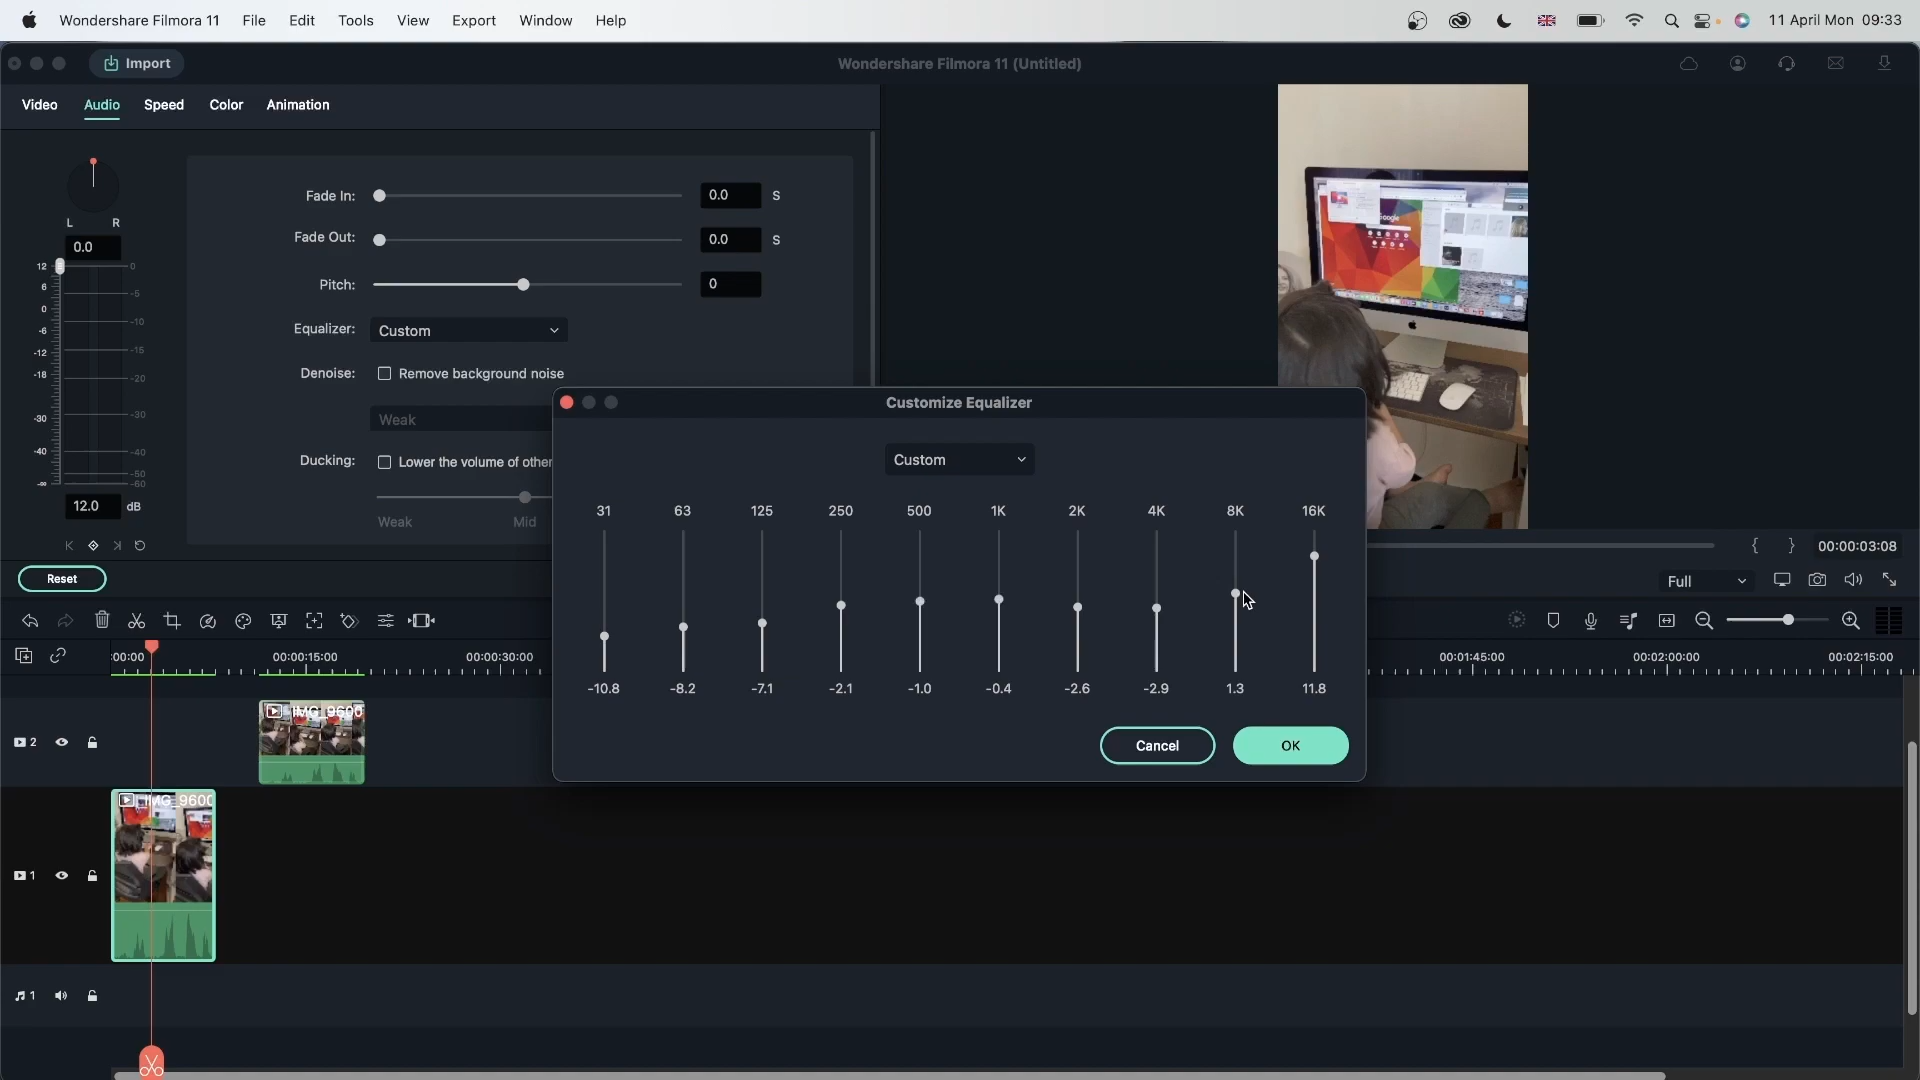 Wondershare Filmora 11 File Edit Tools View Export Window Help 11 April Mon 09:33
Import Wondershare Filmora 11 (Untitled)
Video Audio Speed Color Animation
L R
0.0
12 0
6 -5
0 -10
-6 -15
-12 -20
-18 -30
-30 -40
-40 -50
-∞ -60
12.0 dB
Fade In: 0.0 S
Fade Out: 0.0 S
Pitch: 0
Equalizer: Custom
Denoise: Remove background noise
Weak
Ducking: Lower the volume of other
Weak Mid
Reset
Google
Customize Equalizer
Custom
31 63 125 250 500 1K 2K 4K 8K 16K
-10.8 -8.2 -7.1 -2.1 -1.0 -0.4 -2.6 -2.9 1.3 11.8
Cancel OK
{ } 00:00:03:08
Full
:00:00 00:00:15:00 00:00:30:00 00:01:45:00 00:02:00:00 00:02:15:00
2 IMG_9600
1 IMG_9600
1